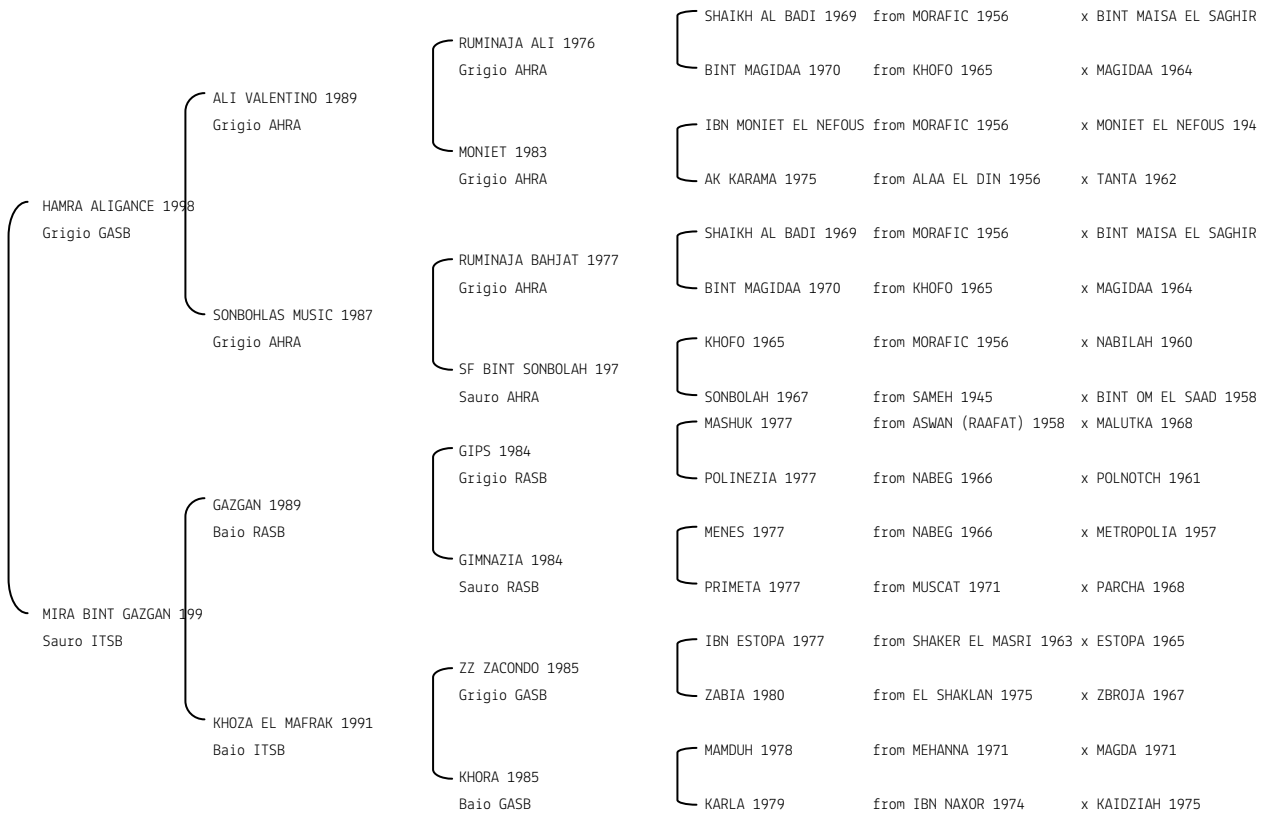 SHAIKH AL BADI 1969 from MORAFIC 1956 x BINT MAISA EL SAGHIR
RUMINAJA ALI 1976
Grigio AHRA
BINT MAGIDAA 1970 from KHOFO 1965 x MAGIDAA 1964
ALI VALENTINO 1989
Grigio AHRA
IBN MONIET EL NEFOUS from MORAFIC 1956 x MONIET EL NEFOUS 194
MONIET 1983
Grigio AHRA
AK KARAMA 1975 from ALAA EL DIN 1956 x TANTA 1962
HAMRA ALIGANCE 1998
Grigio GASB
SHAIKH AL BADI 1969 from MORAFIC 1956 x BINT MAISA EL SAGHIR
RUMINAJA BAHJAT 1977
Grigio AHRA
BINT MAGIDAA 1970 from KHOFO 1965 x MAGIDAA 1964
SONBOHLAS MUSIC 1987
Grigio AHRA
KHOFO 1965 from MORAFIC 1956 x NABILAH 1960
SF BINT SONBOLAH 197
Sauro AHRA
SONBOLAH 1967 from SAMEH 1945 x BINT OM EL SAAD 1958
MASHUK 1977 from ASWAN (RAAFAT) 1958 x MALUTKA 1968
GIPS 1984
Grigio RASB
POLINEZIA 1977 from NABEG 1966 x POLNOTCH 1961
GAZGAN 1989
Baio RASB
MENES 1977 from NABEG 1966 x METROPOLIA 1957
GIMNAZIA 1984
Sauro RASB
PRIMETA 1977 from MUSCAT 1971 x PARCHA 1968
MIRA BINT GAZGAN 199
Sauro ITSB
IBN ESTOPA 1977 from SHAKER EL MASRI 1963 x ESTOPA 1965
ZZ ZACONDO 1985
Grigio GASB
ZABIA 1980 from EL SHAKLAN 1975 x ZBROJA 1967
KHOZA EL MAFRAK 1991
Baio ITSB
MAMDUH 1978 from MEHANNA 1971 x MAGDA 1971
KHORA 1985
Baio GASB
KARLA 1979 from IBN NAXOR 1974 x KAIDZIAH 1975